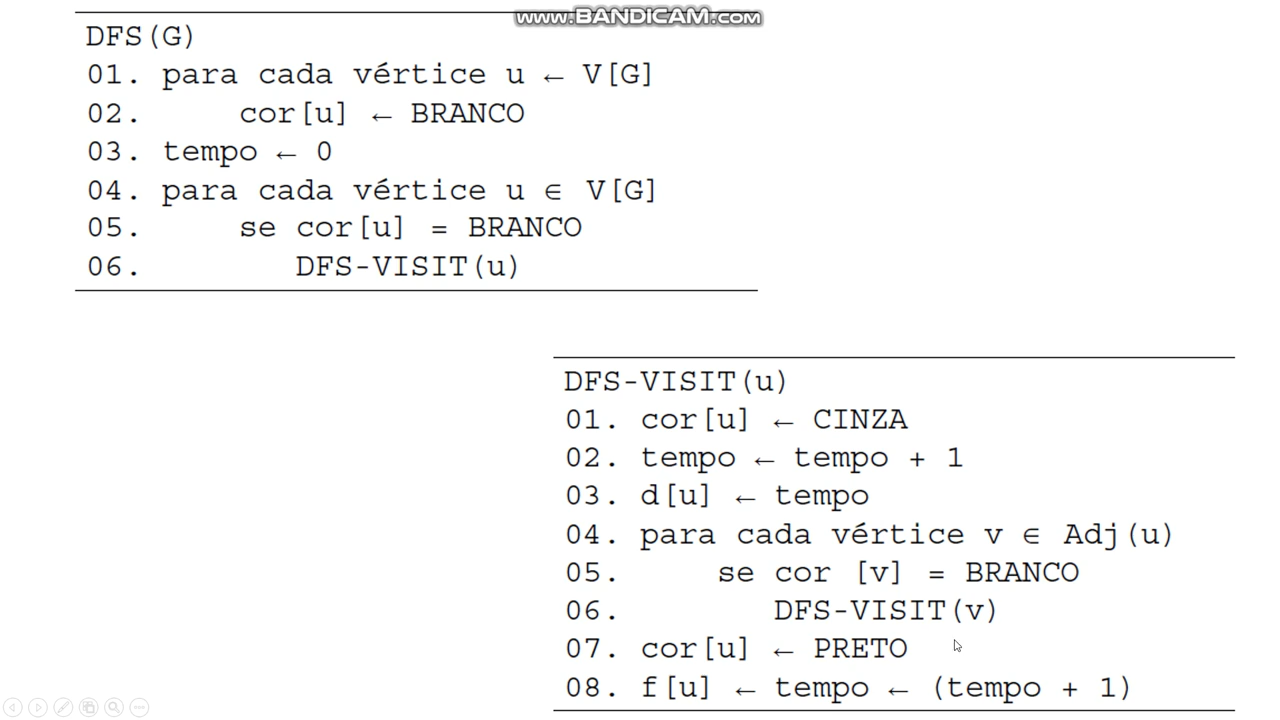 www.BANDICAM.com
DFS(G)
01. para cada vértice u ← V[G]
02. cor[u] ← BRANCO
03. tempo ← 0
04. para cada vértice u ∈ V[G]
05. se cor[u] = BRANCO
06. DFS-VISIT(u)
DFS-VISIT(u)
01. cor[u] ← CINZA
02. tempo ← tempo + 1
03. d[u] ← tempo
04. para cada vértice v ∈ Adj(u)
05. se cor [v] = BRANCO
06. DFS-VISIT(v)
07. cor[u] ← PRETO
08. f[u] ← tempo ← (tempo + 1)